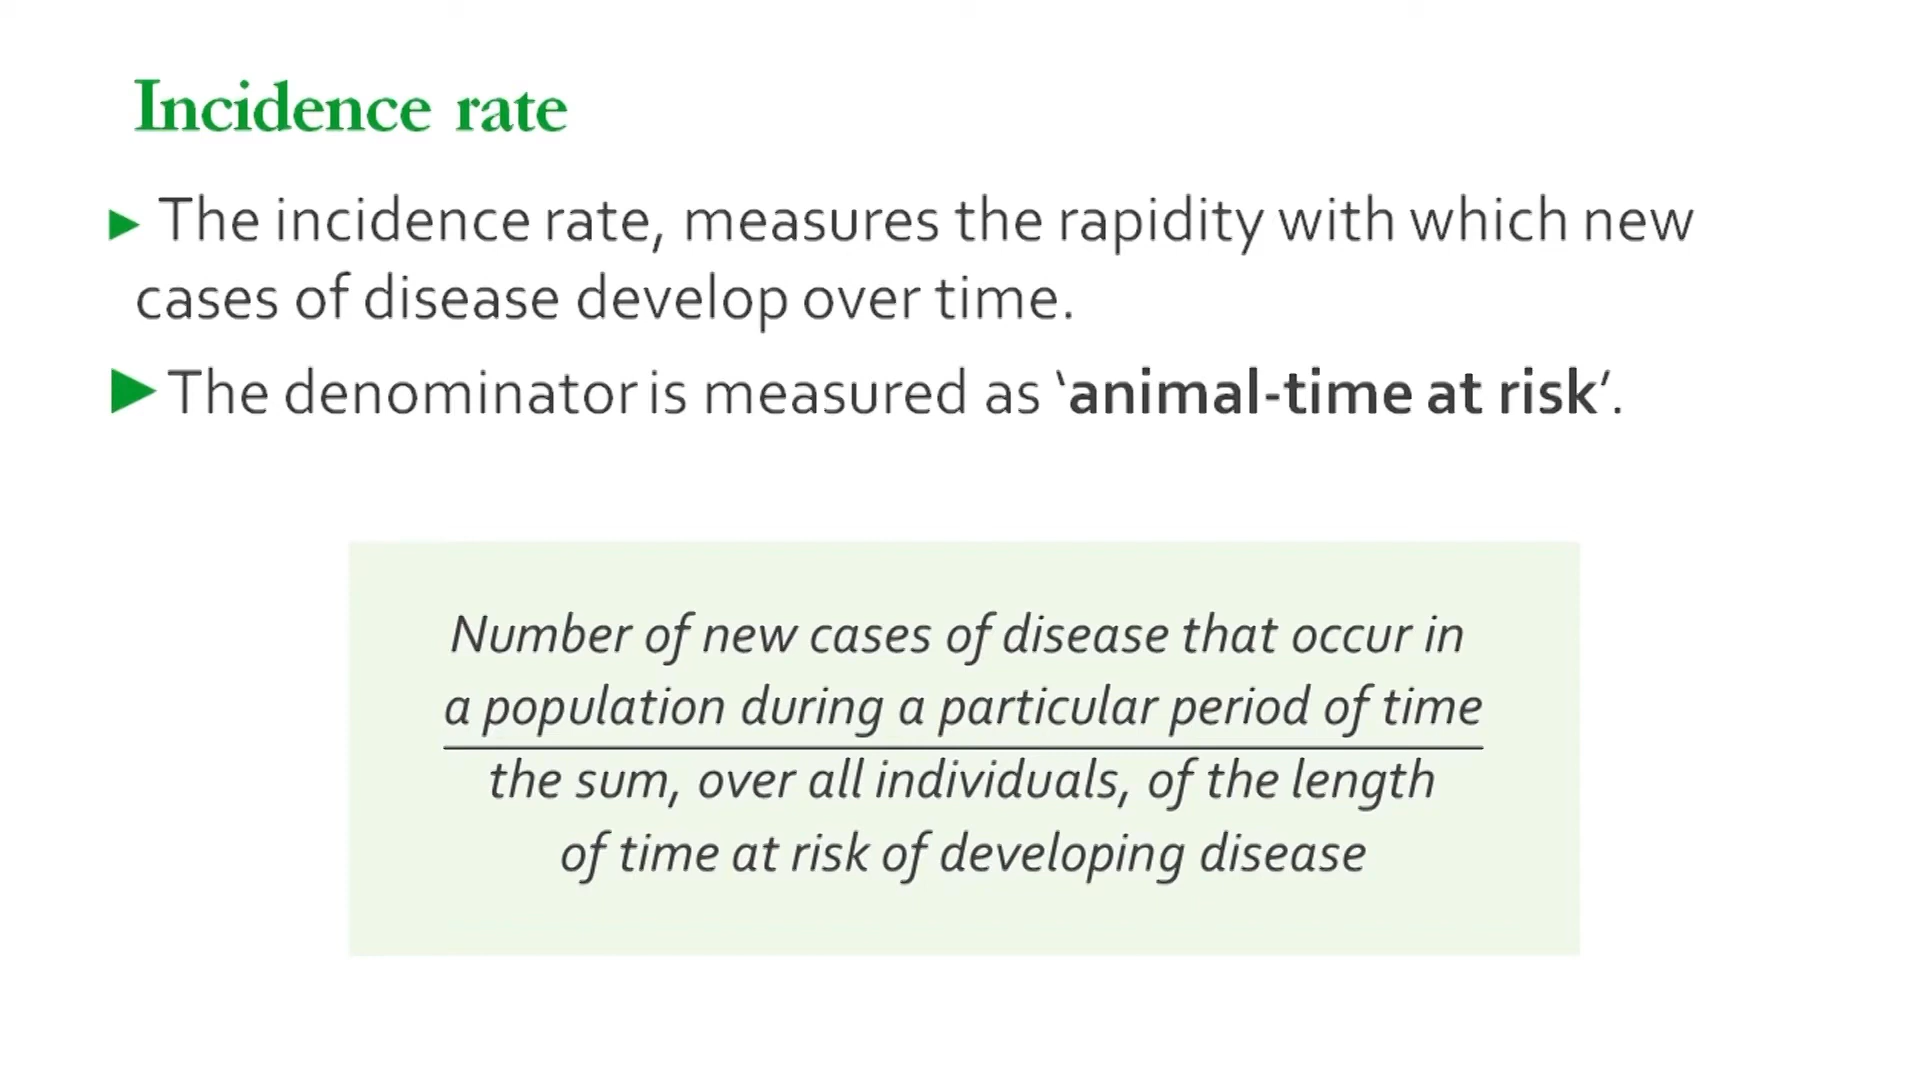 Incidence rate
▶ The incidence rate, measures the rapidity with which new
cases of disease develop over time.
▶ The denominator is measured as ‘animal-time at risk’.
Number of new cases of disease that occur in
a population during a particular period of time
the sum, over all individuals, of the length
of time at risk of developing disease